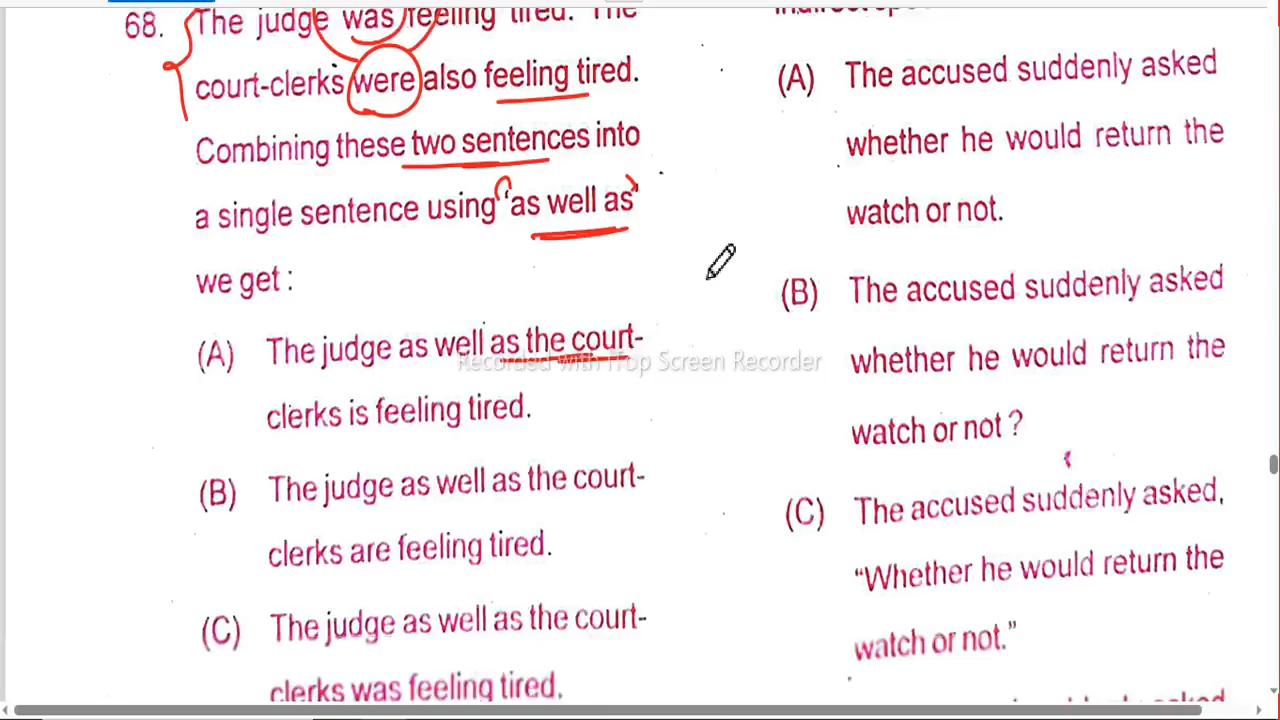 68. The judge was feeling tired. The
court-clerks were also feeling tired.
Combining these two sentences into
a single sentence using 'as well as'
we get :
(A) The judge as well as the court-
clerks is feeling tired.
(B) The judge as well as the court-
clerks are feeling tired.
(C) The judge as well as the court-
clerks was feeling tired.
(A) The accused suddenly asked
whether he would return the
watch or not.
(B) The accused suddenly asked
whether he would return the
watch or not ?
(C) The accused suddenly asked,
“Whether he would return the
watch or not.”
Recorded with iTop Screen Recorder